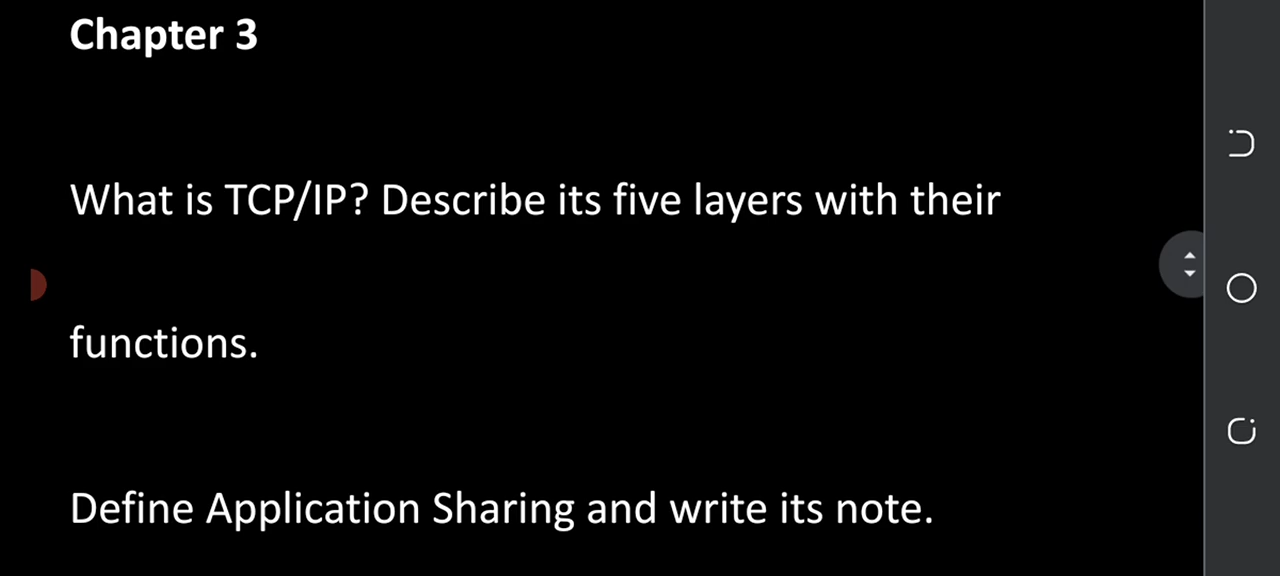 Chapter 3
What is TCP/IP? Describe its five layers with their
functions.
Define Application Sharing and write its note.